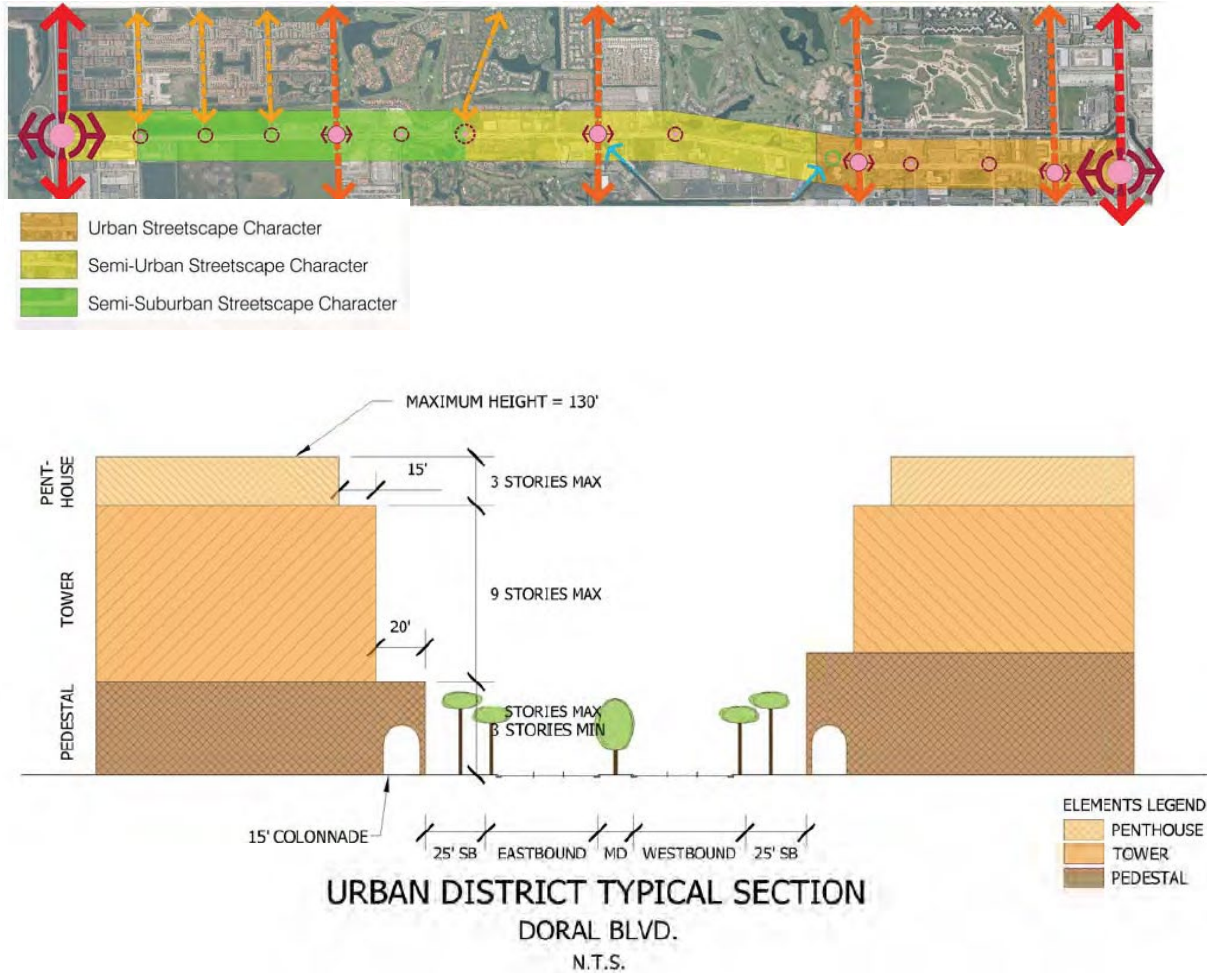 Urban Streetscape Character
Semi-Urban Streetscape Character
Semi-Suburban Streetscape Character
MAXIMUM HEIGHT = 130'
PENT-
HOUSE
15'
3 STORIES MAX
TOWER
9 STORIES MAX
20'
PEDESTAL
STORIES MAX
3 STORIES MIN
15' COLONNADE
25' SB
EASTBOUND
MD
WESTBOUND
25' SB
ELEMENTS LEGEND
PENTHOUSE
TOWER
PEDESTAL
URBAN DISTRICT TYPICAL SECTION
DORAL BLVD.
N.T.S.